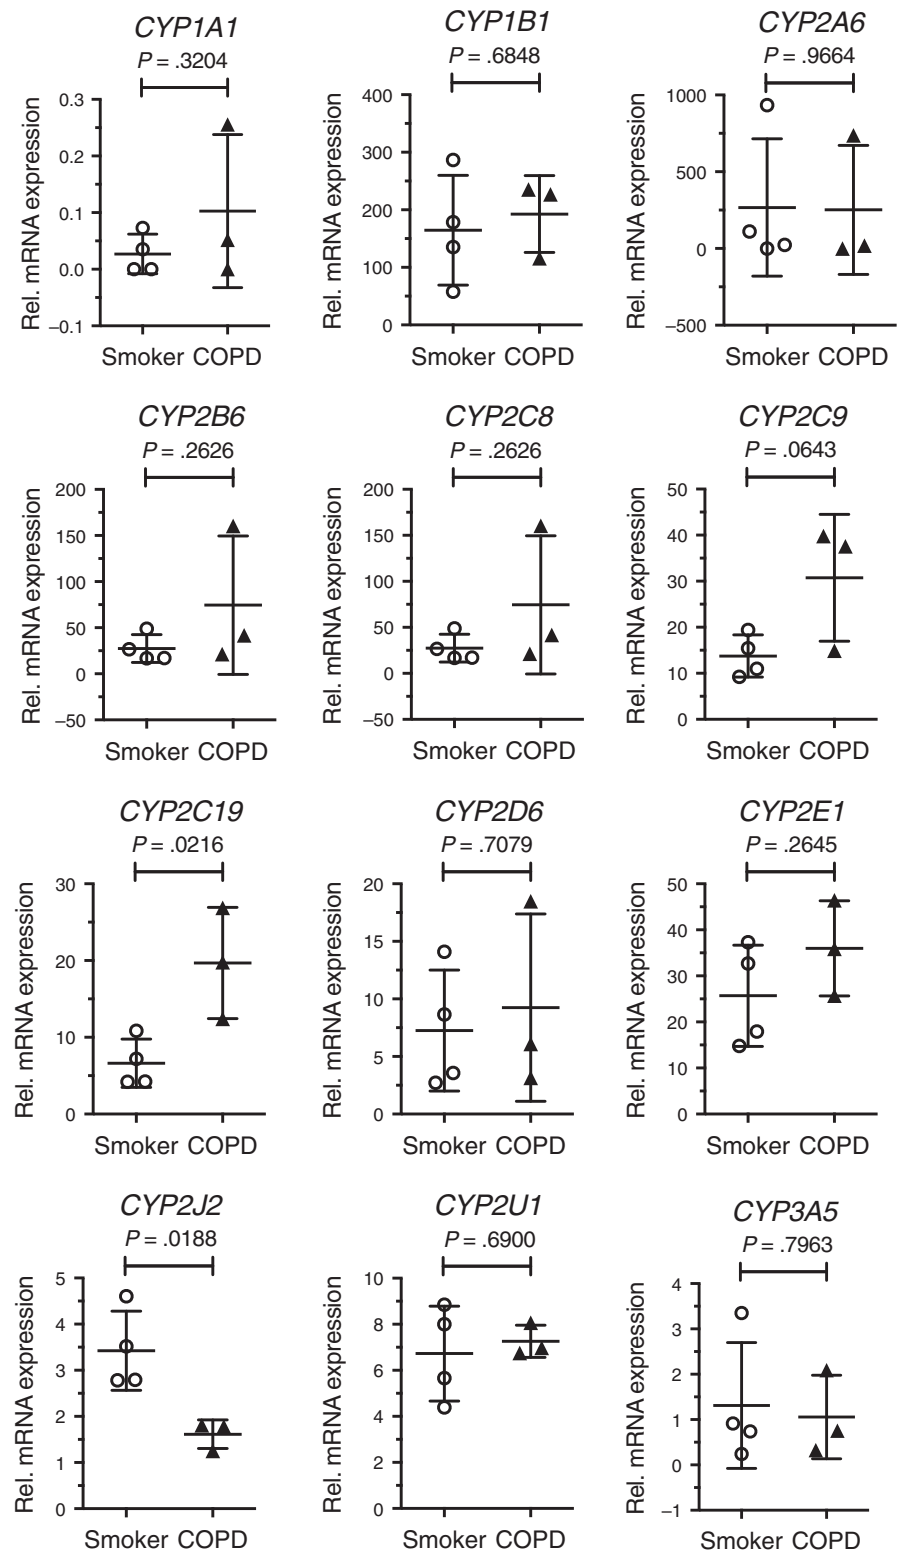 CYP1A1
P = .3204
Rel. mRNA expression
0.3
0.2
0.1
0.0
–0.1
Smoker COPD
CYP1B1
P = .6848
Rel. mRNA expression
400
300
200
100
0
Smoker COPD
CYP2A6
P = .9664
Rel. mRNA expression
1000
500
0
–500
Smoker COPD
CYP2B6
P = .2626
Rel. mRNA expression
200
150
100
50
0
–50
Smoker COPD
CYP2C8
P = .2626
Rel. mRNA expression
200
150
100
50
0
–50
Smoker COPD
CYP2C9
P = .0643
Rel. mRNA expression
50
40
30
20
10
0
Smoker COPD
CYP2C19
P = .0216
Rel. mRNA expression
30
20
10
0
Smoker COPD
CYP2D6
P = .7079
Rel. mRNA expression
20
15
10
5
0
Smoker COPD
CYP2E1
P = .2645
Rel. mRNA expression
50
40
30
20
10
0
Smoker COPD
CYP2J2
P = .0188
Rel. mRNA expression
5
4
3
2
1
0
Smoker COPD
CYP2U1
P = .6900
Rel. mRNA expression
10
8
6
4
2
0
Smoker COPD
CYP3A5
P = .7963
Rel. mRNA expression
4
3
2
1
0
–1
Smoker COPD